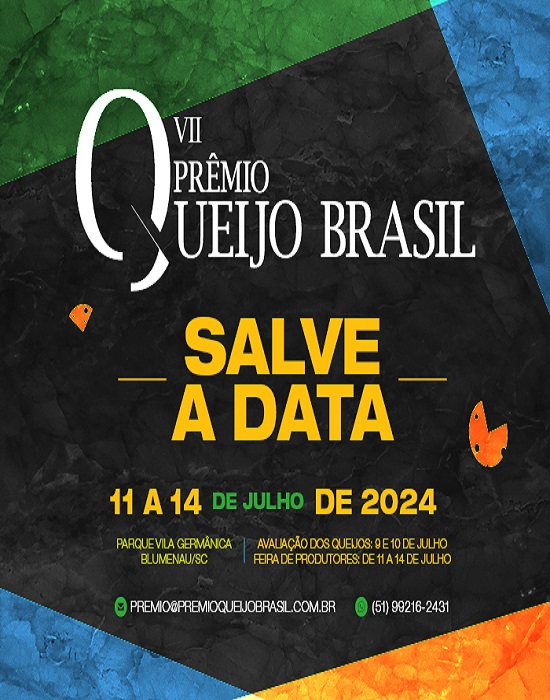 VII
PRÊMIO
QUEIJO BRASIL
SALVE
A DATA
11 A 14 DE JULHO DE 2024
PARQUE VILA GERMÂNICA
BLUMENAU/SC
AVALIAÇÃO DOS QUEIJOS: 9 E 10 DE JULHO
FEIRA DE PRODUTORES: DE 11 A 14 DE JULHO
PREMIO@PREMIOQUEIJOBRASIL.COM.BR
(51) 99216-2431